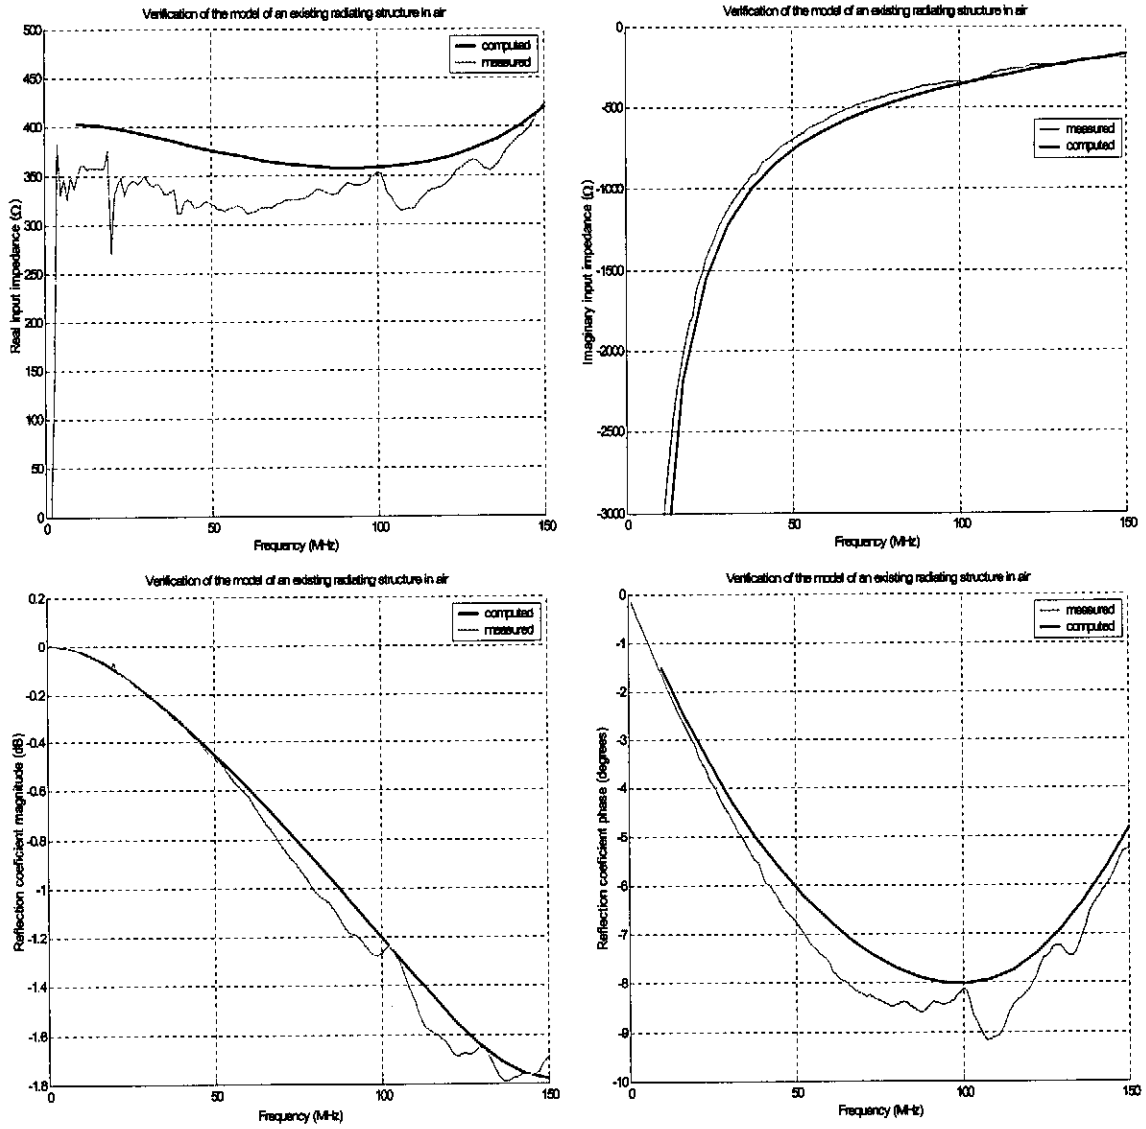 Verification of the model of an existing radiating structure in air
500
450
400
350
300
250
200
150
100
50
0
computed
measured
Real input impedance (Ω)
0
50
100
150
Frequency (MHz)
Verification of the model of an existing radiating structure in air
0
-500
-1000
-1500
-2000
-2500
-3000
measured
computed
Imaginary input impedance (Ω)
0
50
100
150
Frequency (MHz)
Verification of the model of an existing radiating structure in air
0.2
0
-0.2
-0.4
-0.6
-0.8
-1
-1.2
-1.4
-1.6
-1.8
computed
measured
Reflection coeficient magnitude (dB)
0
50
100
150
Frequency (MHz)
Verification of the model of an existing radiating structure in air
0
-1
-2
-3
-4
-5
-6
-7
-8
-9
-10
measured
computed
Reflection coeficient phase (degrees)
0
50
100
150
Frequency (MHz)